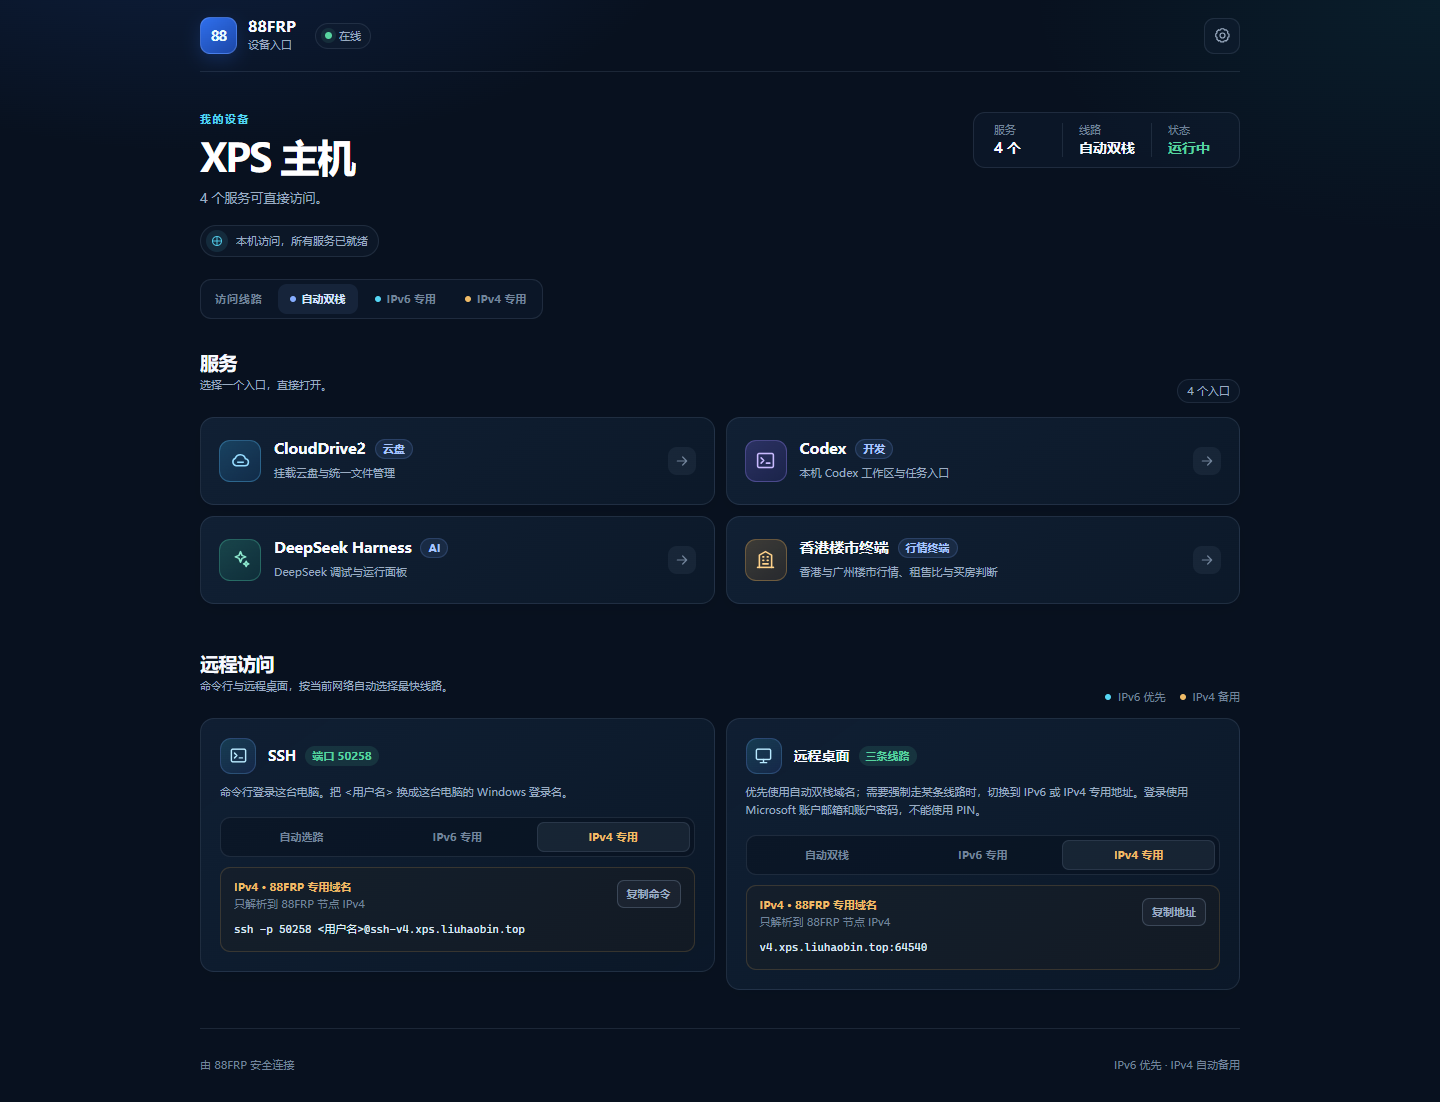 88
88FRP
设备入口
在线
我的设备
XPS 主机
4 个服务可直接访问。
服务
4 个
线路
自动双栈
状态
运行中
本机访问，所有服务已就绪
访问线路
自动双栈
IPv6 专用
IPv4 专用
服务
选择一个入口，直接打开。
4 个入口
CloudDrive2
云盘
挂载云盘与统一文件管理
Codex
开发
本机 Codex 工作区与任务入口
DeepSeek Harness
AI
DeepSeek 调试与运行面板
香港楼市终端
行情终端
香港与广州楼市行情、租售比与买房判断
远程访问
命令行与远程桌面，按当前网络自动选择最快线路。
IPv6 优先
IPv4 备用
SSH
端口 50258
命令行登录这台电脑。把 <用户名> 换成这台电脑的 Windows 登录名。
自动选路
IPv6 专用
IPv4 专用
IPv4 • 88FRP 专用域名
只解析到 88FRP 节点 IPv4
复制命令
ssh -p 50258 <用户名>@ssh-v4.xps.liuhaobin.top
远程桌面
三条线路
优先使用自动双栈域名；需要强制走某条线路时，切换到 IPv6 或 IPv4 专用地址。登录使用
Microsoft 账户邮箱和账户密码，不能使用 PIN。
自动双栈
IPv6 专用
IPv4 专用
IPv4 • 88FRP 专用域名
只解析到 88FRP 节点 IPv4
复制地址
v4.xps.liuhaobin.top:64540
由 88FRP 安全连接
IPv6 优先 · IPv4 自动备用